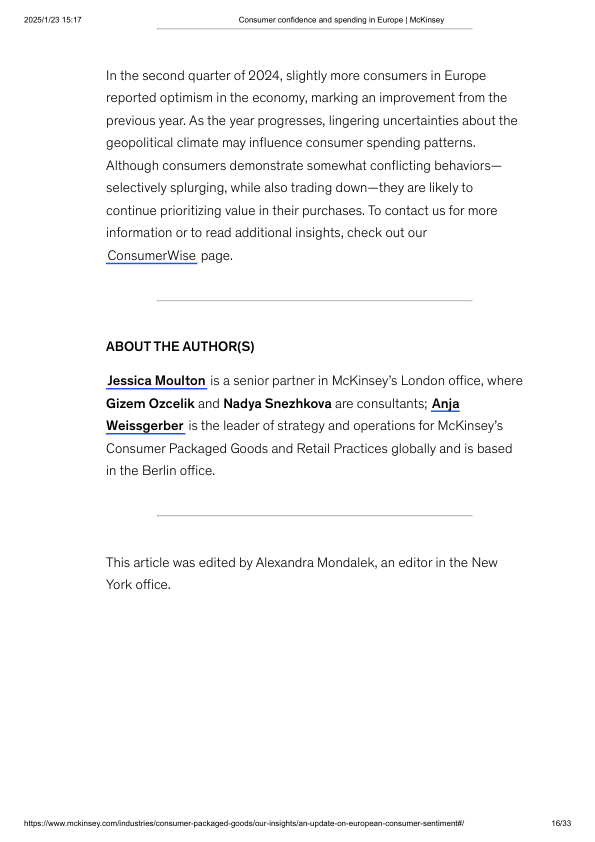 2025/1/23 15:17
Consumer confidence and spending in Europe | McKinsey
In the second quarter of 2024, slightly more consumers in Europe
reported optimism in the economy, marking an improvement from the
previous year. As the year progresses, lingering uncertainties about the
geopolitical climate may influence consumer spending patterns.
Although consumers demonstrate somewhat conflicting behaviors—
selectively splurging, while also trading down—they are likely to
continue prioritizing value in their purchases. To contact us for more
information or to read additional insights, check out our
ConsumerWise page.
ABOUT THE AUTHOR(S)
Jessica Moulton is a senior partner in McKinsey’s London office, where
Gizem Ozcelik and Nadya Snezhkova are consultants; Anja
Weissgerber is the leader of strategy and operations for McKinsey’s
Consumer Packaged Goods and Retail Practices globally and is based
in the Berlin office.
This article was edited by Alexandra Mondalek, an editor in the New
York office.
https://www.mckinsey.com/industries/consumer-packaged-goods/our-insights/an-update-on-european-consumer-sentiment#/
16/33